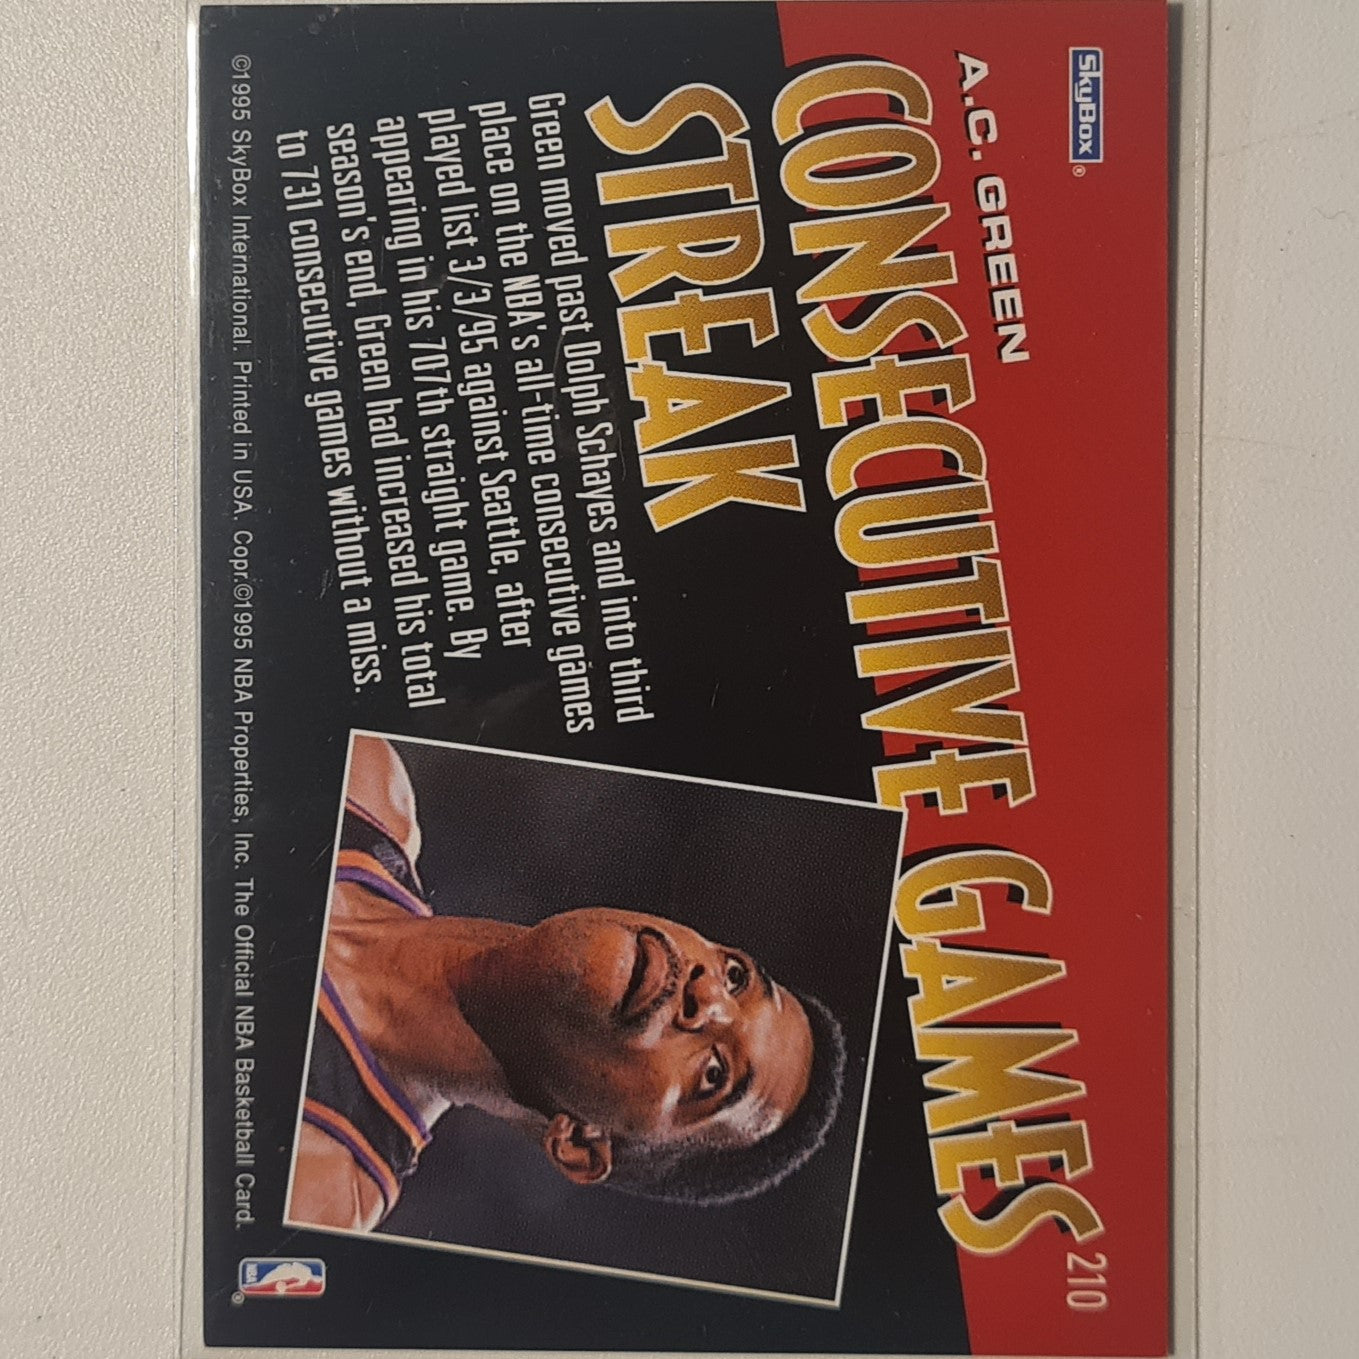 SkyBox®
A.C. GREEN
210
CONSECUTIVE GAMES
STREAK
Green moved past Dolph Schayes and into third
place on the NBA's all-time consecutive games
played list 3/3/95 against Seattle, after
appearing in his 707th straight game. By
season's end, Green had increased his total
to 731 consecutive games without a miss.
©1995 SkyBox International. Printed in USA. Copr.©1995 NBA Properties, Inc. The Official NBA Basketball Card.
NBA®